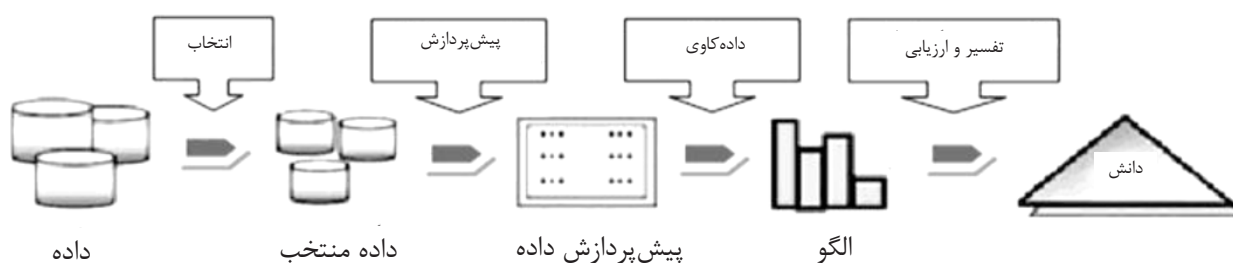 انتخاب
پیش‌پردازش
داده‌کاوی
تفسیر و ارزیابی
دانش
داده
داده منتخب
پیش‌پردازش داده
الگو